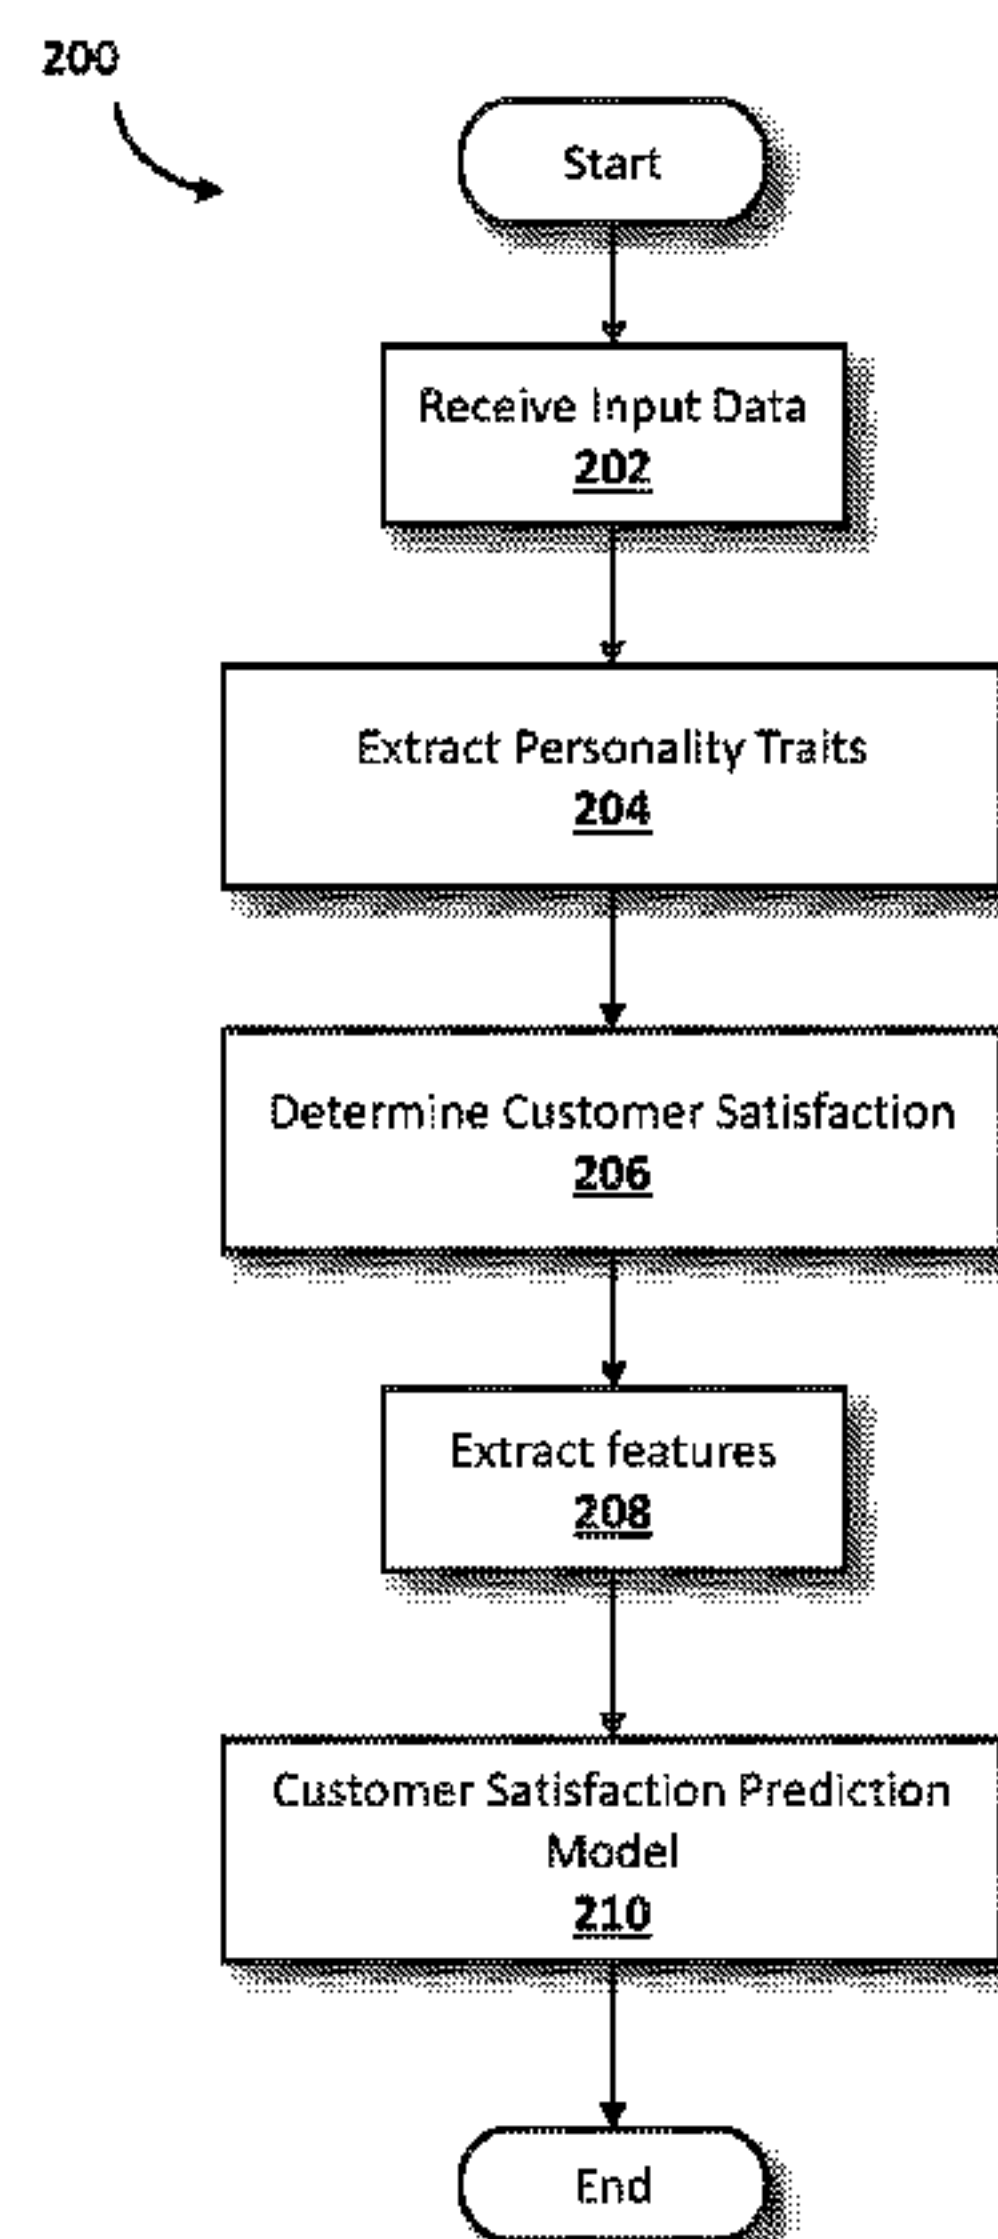 200
Start
Receive Input Data
202
Extract Personality Traits
204
Determine Customer Satisfaction
206
Extract features
208
Customer Satisfaction Prediction
Model
210
End